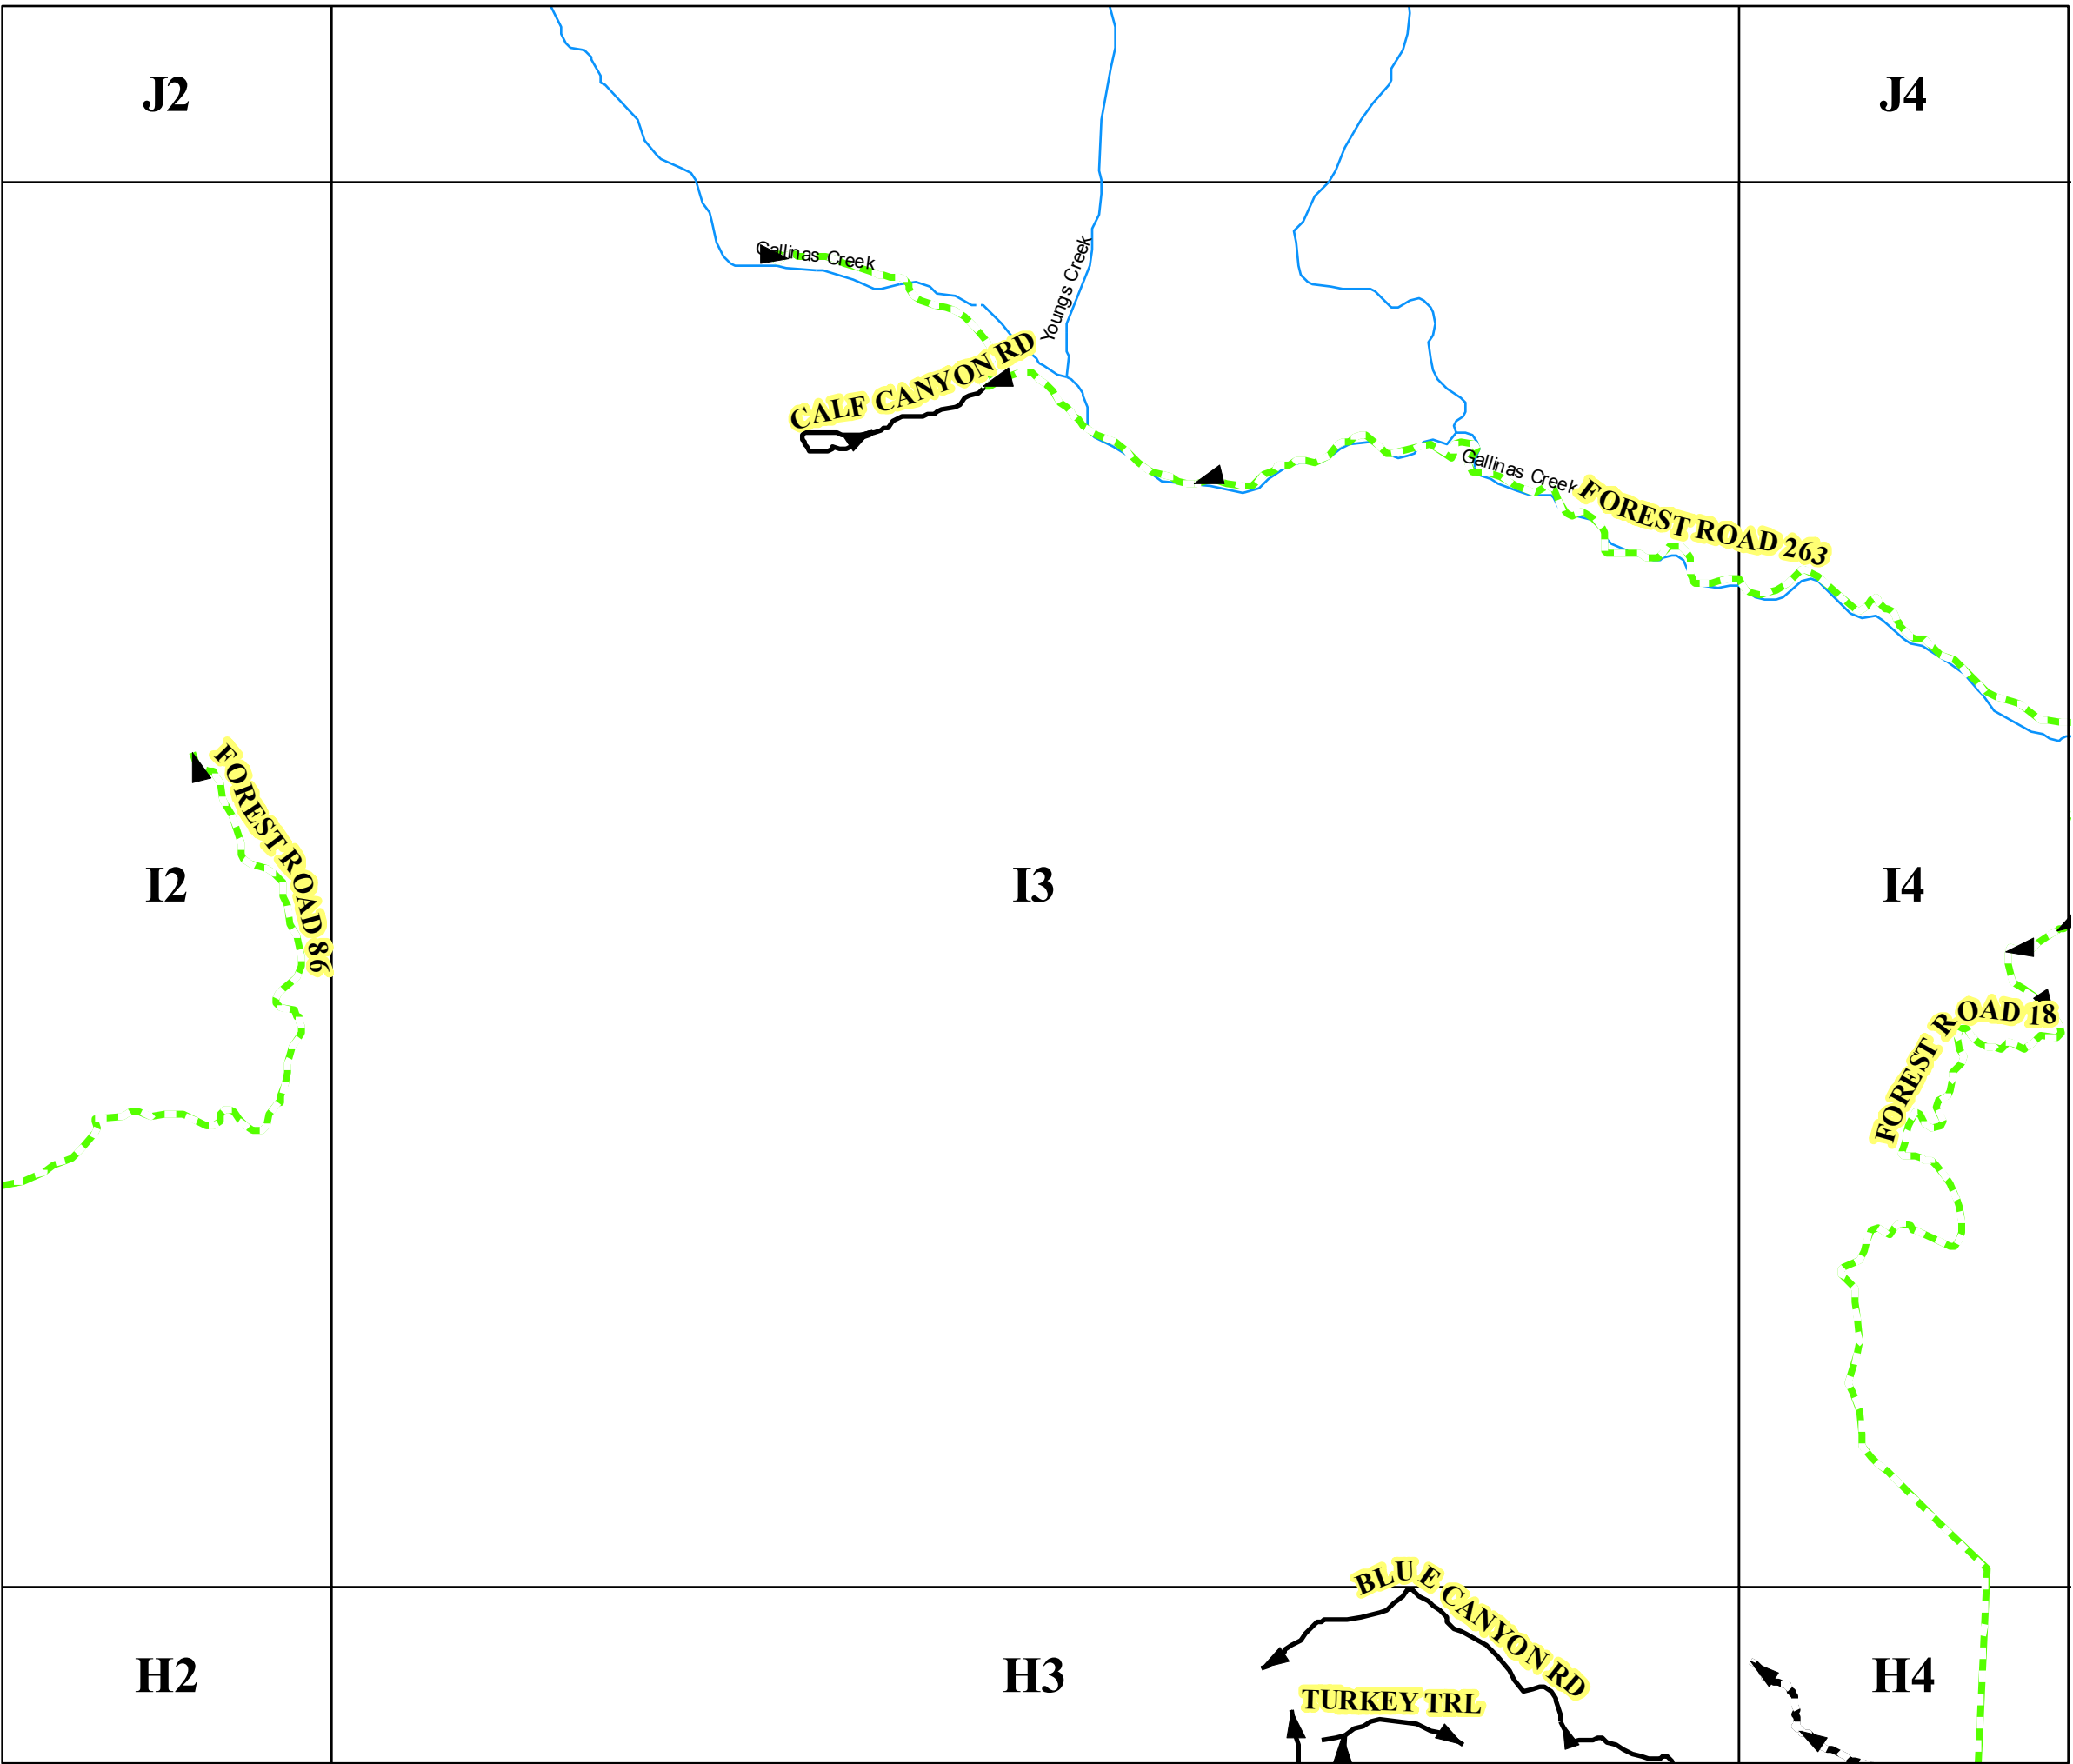 J2
J4
Gallinas Creek
Youngs Creek
CALF CANYON RD
Gallinas Creek
FOREST ROAD 263
FOREST ROAD 86
I2
I3
I4
FOREST ROAD 18
BLUE CANYON RD
H2
H3
H4
TURKEY TRL